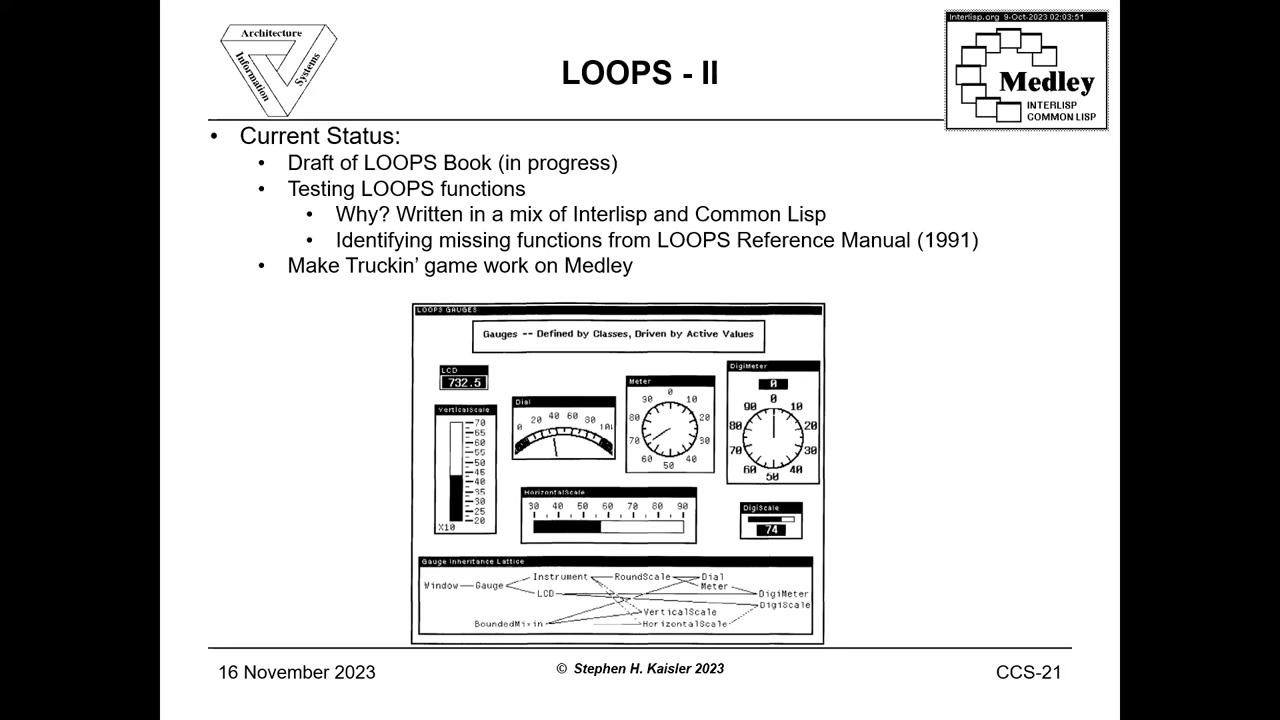 Architecture
Information
Systems
LOOPS - II
Interlisp.org 9-Oct-2023 02:03:51
Medley
INTERLISP
COMMON LISP
• Current Status:
• Draft of LOOPS Book (in progress)
• Testing LOOPS functions
• Why? Written in a mix of Interlisp and Common Lisp
• Identifying missing functions from LOOPS Reference Manual (1991)
• Make Truckin’ game work on Medley
LOOPS GAUGES
Gauges -- Defined by Classes, Driven by Active Values
LCD
732.5
VerticalScale
70
65
60
55
50
45
40
35
30
25
20
X10
Dial
0 20 40 60 80
Meter
0
90 10
80 20
70 30
60 40
50
DigiMeter
0
0
90 10
80 20
70 30
60 40
50
HorizontalScale
30 40 50 60 70 80 90
DigiScale
74
Gauge Inheritance Lattice
Window Gauge Instrument RoundScale Dial
Meter
LCD DigiMeter
DigiScale
VerticalScale
BoundedMixin HorizontalScale
16 November 2023
© Stephen H. Kaisler 2023
CCS-21